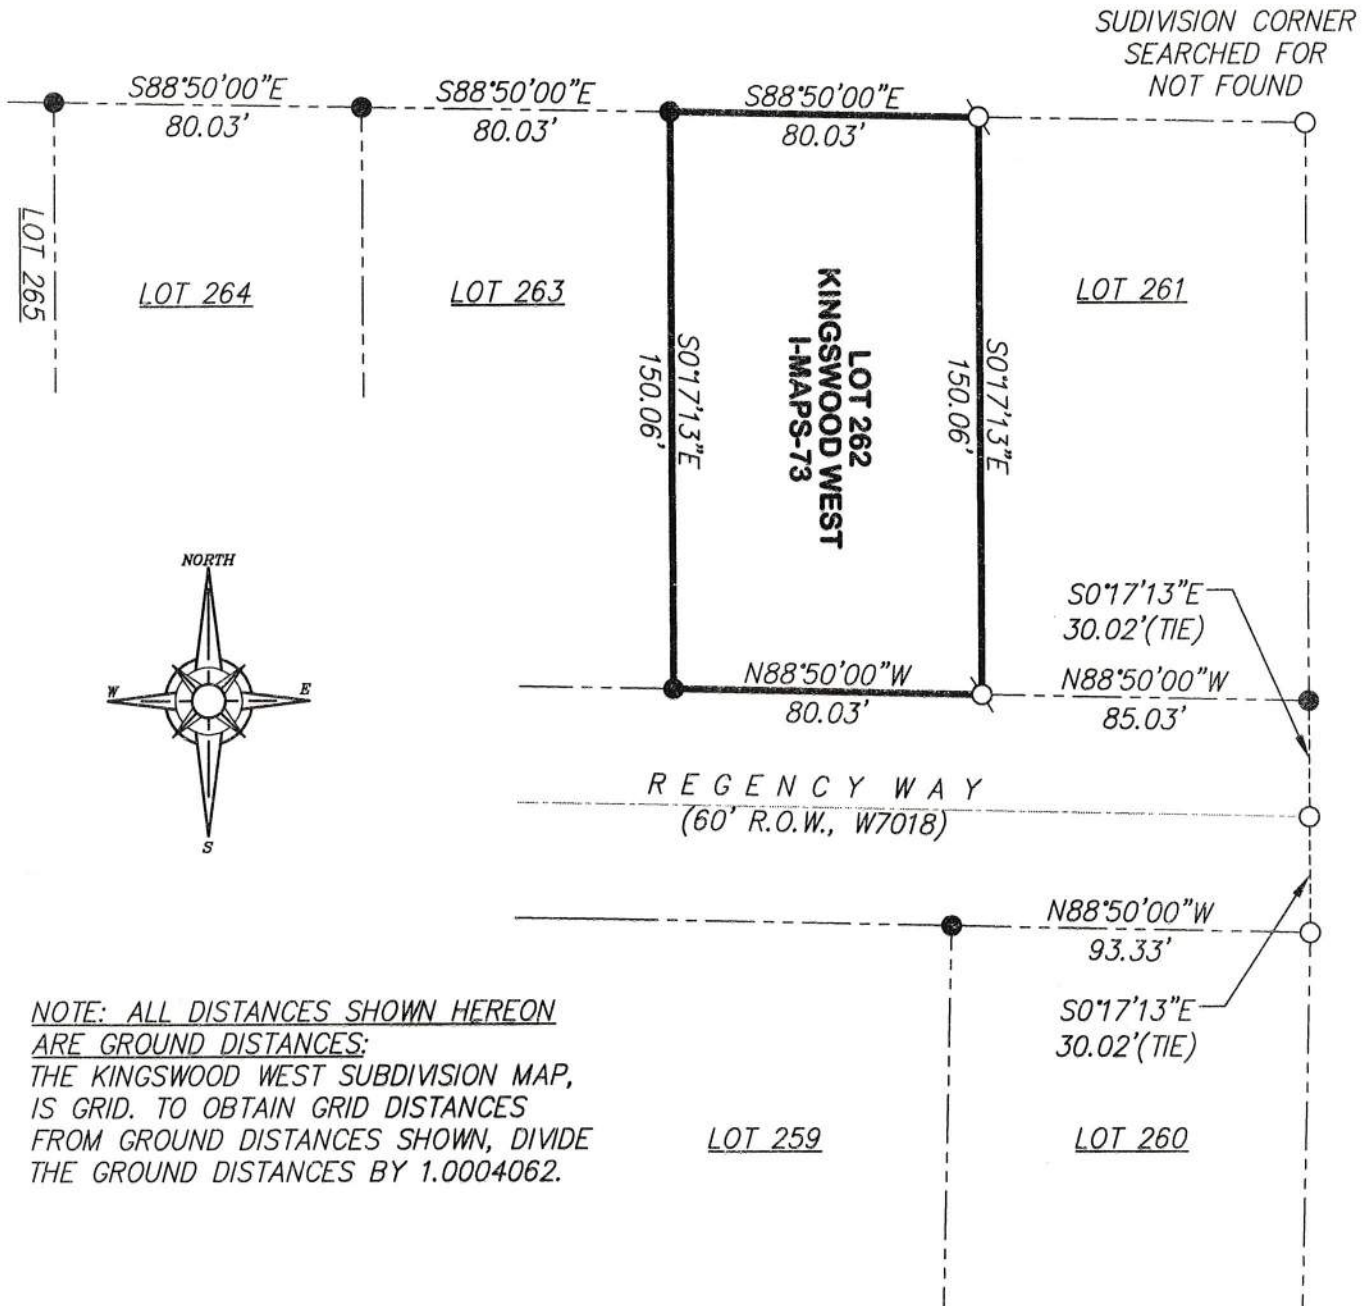 SUDIVISION CORNER
SEARCHED FOR
NOT FOUND
S88°50'00"E
80.03'
S88°50'00"E
80.03'
S88°50'00"E
80.03'
LOT 265
LOT 264
LOT 263
LOT 261
S0°17'13"E
150.06'
LOT 262
KINGSWOOD WEST
I-MAPS-73
S0°17'13"E
150.06'
NORTH
W
E
S
S0°17'13"E
30.02'(TIE)
N88°50'00"W
80.03'
N88°50'00"W
85.03'
REGENCY WAY
(60' R.O.W., W7018)
N88°50'00"W
93.33'
S0°17'13"E
30.02'(TIE)
NOTE: ALL DISTANCES SHOWN HEREON
ARE GROUND DISTANCES:
THE KINGSWOOD WEST SUBDIVISION MAP,
IS GRID. TO OBTAIN GRID DISTANCES
FROM GROUND DISTANCES SHOWN, DIVIDE
THE GROUND DISTANCES BY 1.0004062.
LOT 259
LOT 260